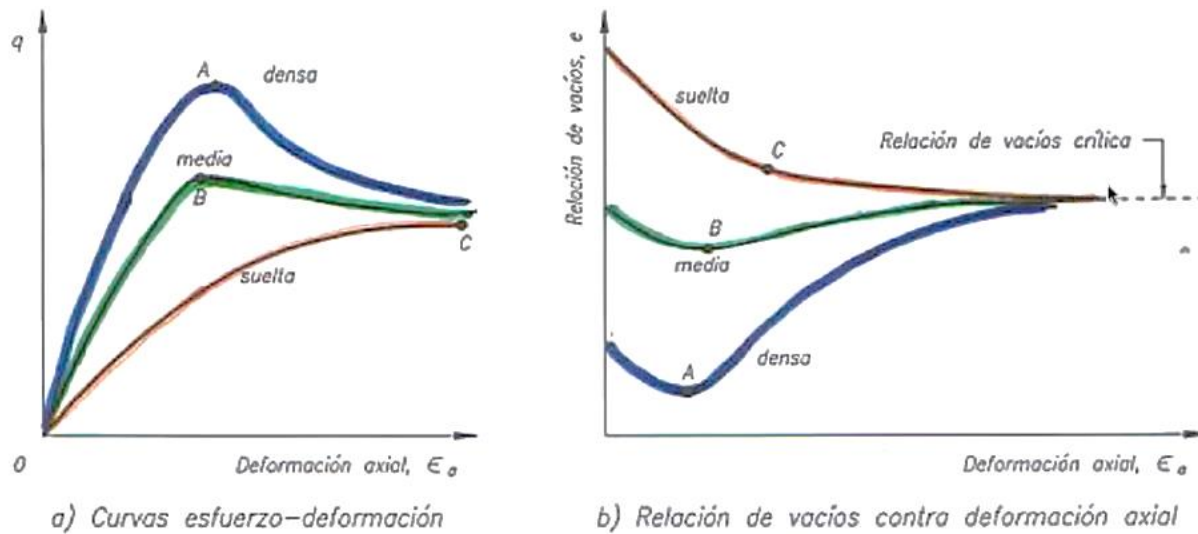 q
A
densa
media
B
C
suelta
O
Deformación axial, ∈a
a) Curvas esfuerzo-deformación
Relación de vacíos, e
suelta
C
Relación de vacíos crítica
B
media
A
densa
Deformación axial, ∈a
b) Relación de vacíos contra deformación axial